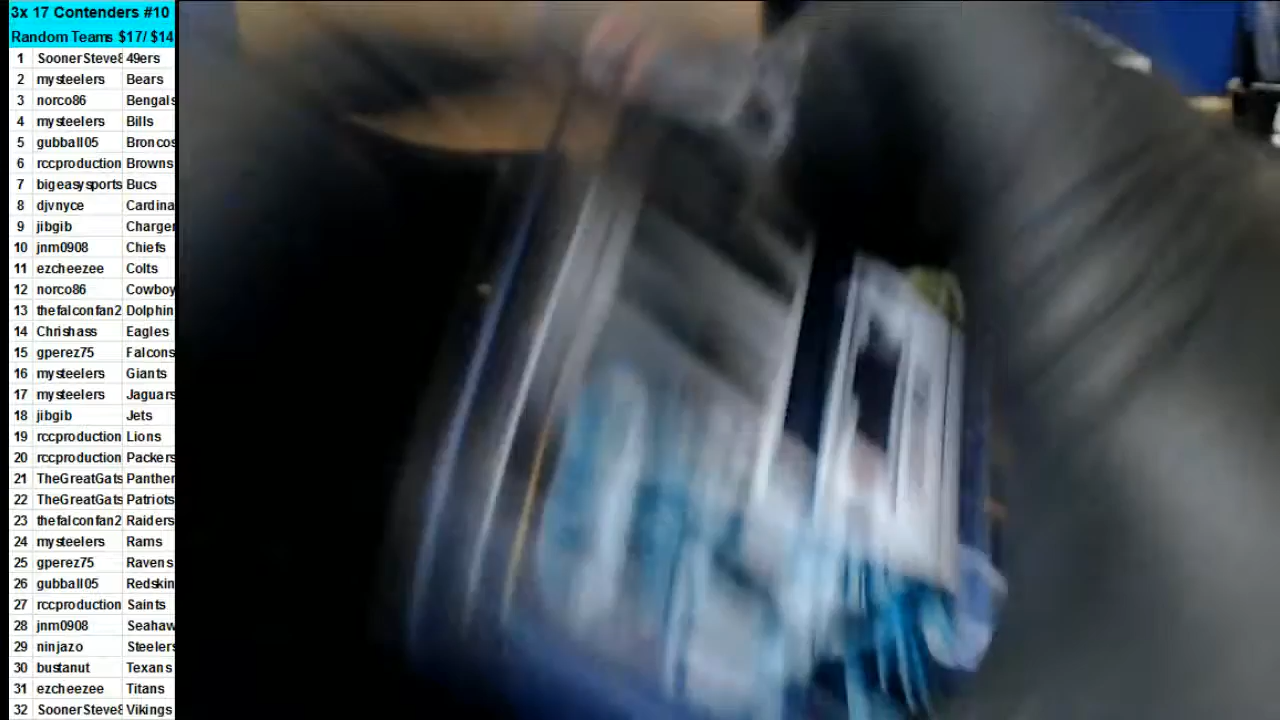 3x 17 Contenders #10
Random Teams $17/ $14
1 SoonerSteve8 49ers
2 mysteelers Bears
3 norco86 Bengals
4 mysteelers Bills
5 gubball05 Broncos
6 rccproduction Browns
7 bigeasysports Bucs
8 djvnyce Cardina
9 jibgib Charger
10 jnm0908 Chiefs
11 ezcheezee Colts
12 norco86 Cowboy
13 thefalconfan2 Dolphin
14 Chrishass Eagles
15 gperez75 Falcons
16 mysteelers Giants
17 mysteelers Jaguars
18 jibgib Jets
19 rccproduction Lions
20 rccproduction Packers
21 TheGreatGats Panther
22 TheGreatGats Patriots
23 thefalconfan2 Raiders
24 mysteelers Rams
25 gperez75 Ravens
26 gubball05 Redskin
27 rccproduction Saints
28 jnm0908 Seahaw
29 ninjazo Steelers
30 bustanut Texans
31 ezcheezee Titans
32 SoonerSteve8 Vikings